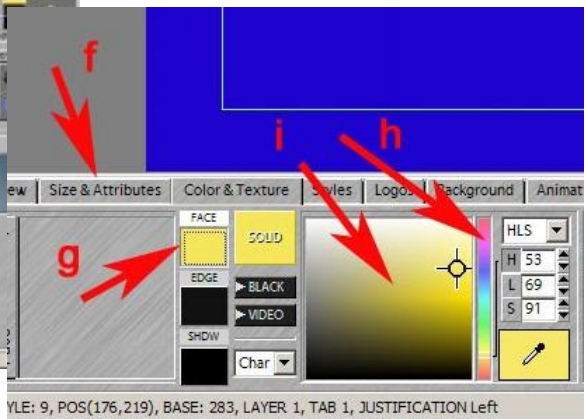 f
i
h
ew Size & Attributes Color & Texture Styles Logos Background Animat
g
FACE
SOLID
HLS
EDGE
H 53
BLACK
L 69
VIDEO
S 91
SHDW
Char
YLE: 9, POS(176,219), BASE: 283, LAYER 1, TAB 1, JUSTIFICATION Left